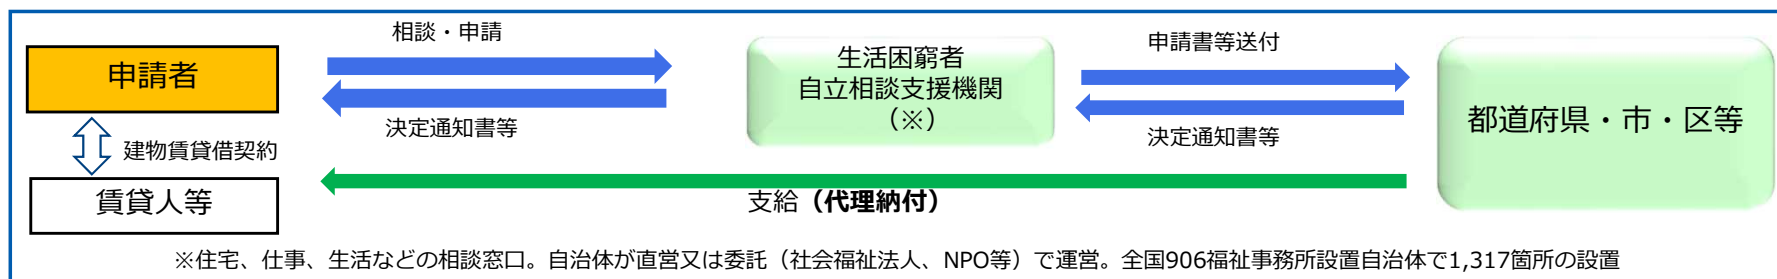 相談・申請
申請者
生活困窮者
自立相談支援機関
（※）
申請書等送付
都道府県・市・区等
決定通知書等
決定通知書等
建物賃貸借契約
賃貸人等
支給（代理納付）
※住宅、仕事、生活などの相談窓口。自治体が直営又は委託（社会福祉法人、NPO等）で運営。全国906福祉事務所設置自治体で1,317箇所の設置